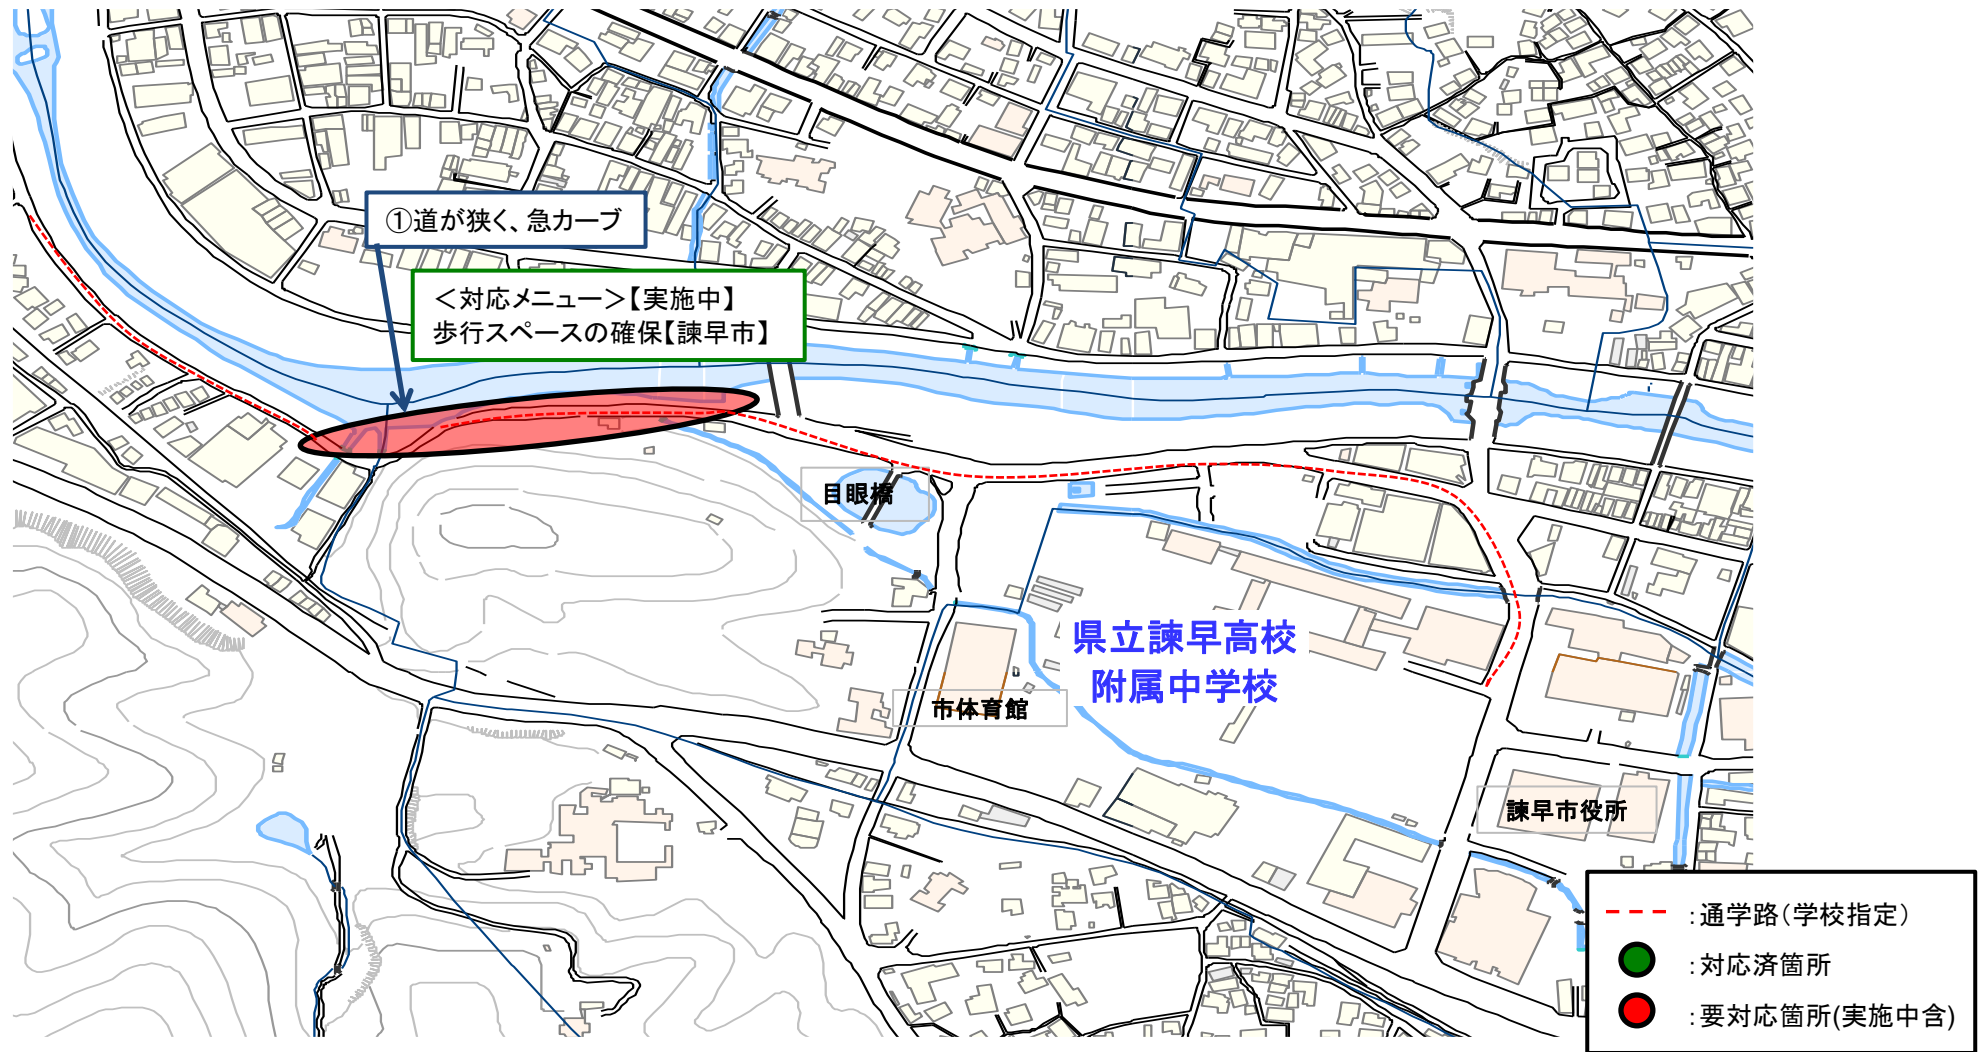 ①道が狭く、急カーブ
＜対応メニュー＞【実施中】
歩行スペースの確保【諫早市】
目眼橋
県立諫早高校
附属中学校
市体育館
諫早市役所
：通学路（学校指定）
：対応済箇所
：要対応箇所(実施中含)